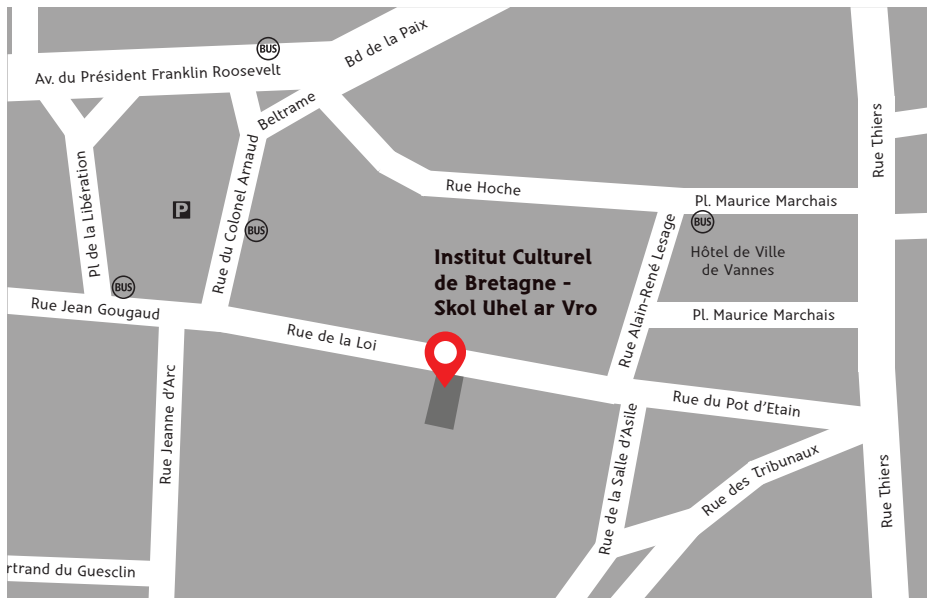 BUS
Bd de la Paix
Av. du Président Franklin Roosevelt
Beltrame
Rue Thiers
Pl de la Libération
Rue du Colonel Arnaud
Rue Hoche
Pl. Maurice Marchais
P
BUS
BUS
Hôtel de Ville
de Vannes
Institut Culturel
de Bretagne -
Skol Uhel ar Vro
Rue Alain-René Lesage
BUS
Rue Jean Gougaud
Pl. Maurice Marchais
Rue de la Loi
Rue Jeanne d'Arc
Rue du Pot d'Etain
Rue de la Salle d'Asile
Rue des Tribunaux
Rue Thiers
rtrand du Guesclin